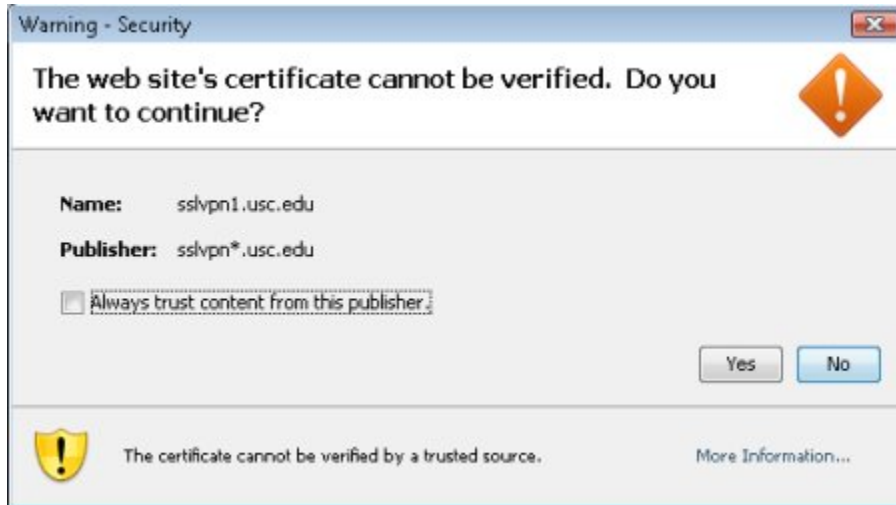 Warning - Security
The web site's certificate cannot be verified. Do you
want to continue?
Name: sslvpn1.usc.edu
Publisher: sslvpn*.usc.edu
Always trust content from this publisher.
Yes No
The certificate cannot be verified by a trusted source. More Information...